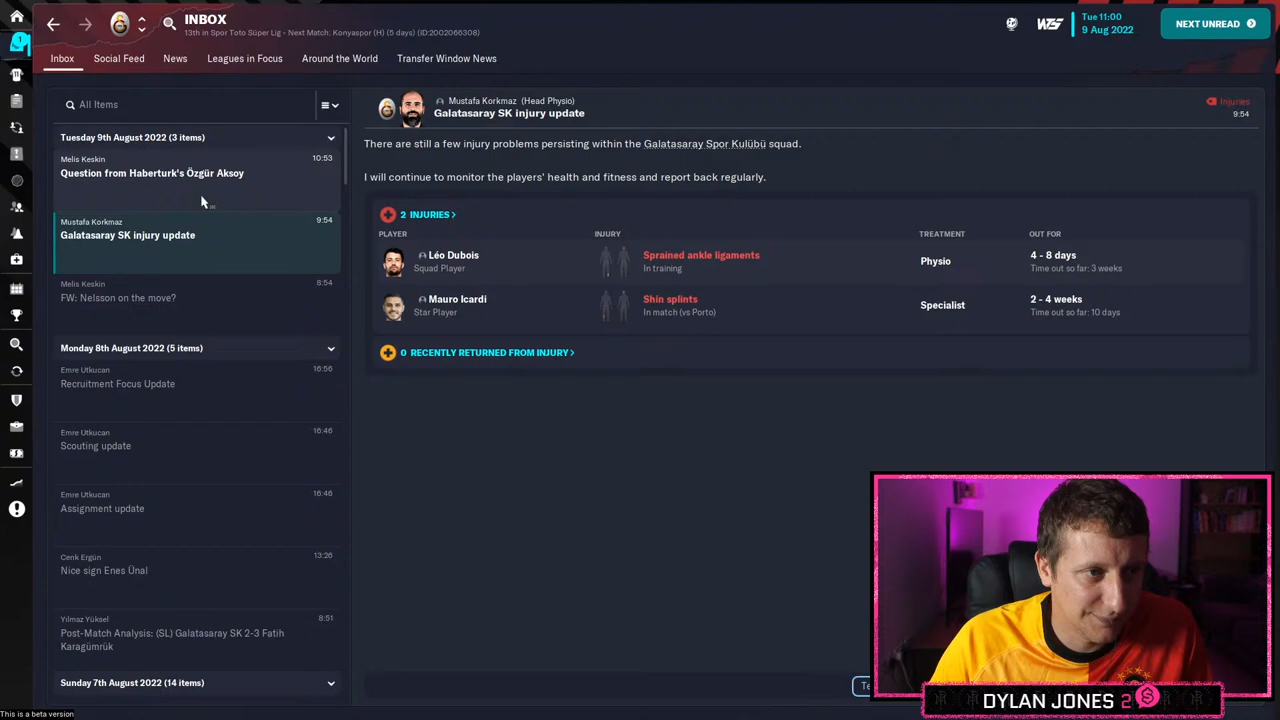 INBOX
13th in Spor Toto Süper Lig - Next Match: Konyaspor (H) (5 days) (ID:2002066308)
Tue 11:00
9 Aug 2022
NEXT UNREAD
1
Inbox
Social Feed
News
Leagues in Focus
Around the World
Transfer Window News
All Items
Tuesday 9th August 2022 (3 items)
Melis Keskin 10:53
Question from Haberturk's Özgür Aksoy
Mustafa Korkmaz 9:54
Galatasaray SK injury update
Melis Keskin 8:54
FW: Nelsson on the move?
Monday 8th August 2022 (5 items)
Emre Utkucan 16:56
Recruitment Focus Update
Emre Utkucan 16:46
Scouting update
Emre Utkucan 16:46
Assignment update
Cenk Ergün 13:26
Nice sign Enes Ünal
Yılmaz Yüksel 8:51
Post-Match Analysis: (SL) Galatasaray SK 2-3 Fatih
Karagümrük
Sunday 7th August 2022 (14 items)
Mustafa Korkmaz (Head Physio)
Galatasaray SK injury update
Injuries
9:54
There are still a few injury problems persisting within the Galatasaray Spor Kulübü squad.
I will continue to monitor the players' health and fitness and report back regularly.
2 INJURIES >
PLAYER INJURY TREATMENT OUT FOR
Léo Dubois Sprained ankle ligaments Physio 4 - 8 days
Squad Player In training Time out so far: 3 weeks
Mauro Icardi Shin splints Specialist 2 - 4 weeks
Star Player In match (vs Porto) Time out so far: 10 days
0 RECENTLY RETURNED FROM INJURY >
DYLAN JONES 2
This is a beta version